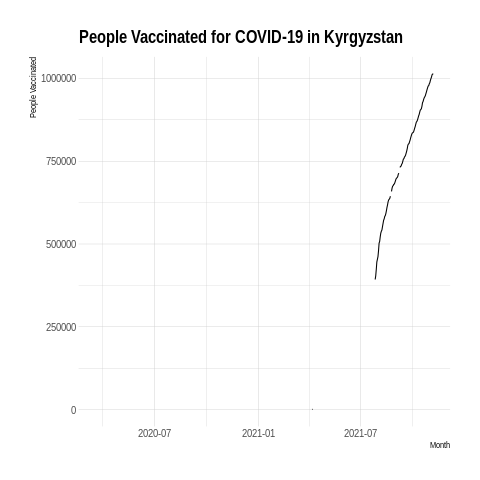 People Vaccinated for COVID-19 in Kyrgyzstan
People Vaccinated
1000000
750000
500000
250000
0
2020-07 2021-01 2021-07
Month